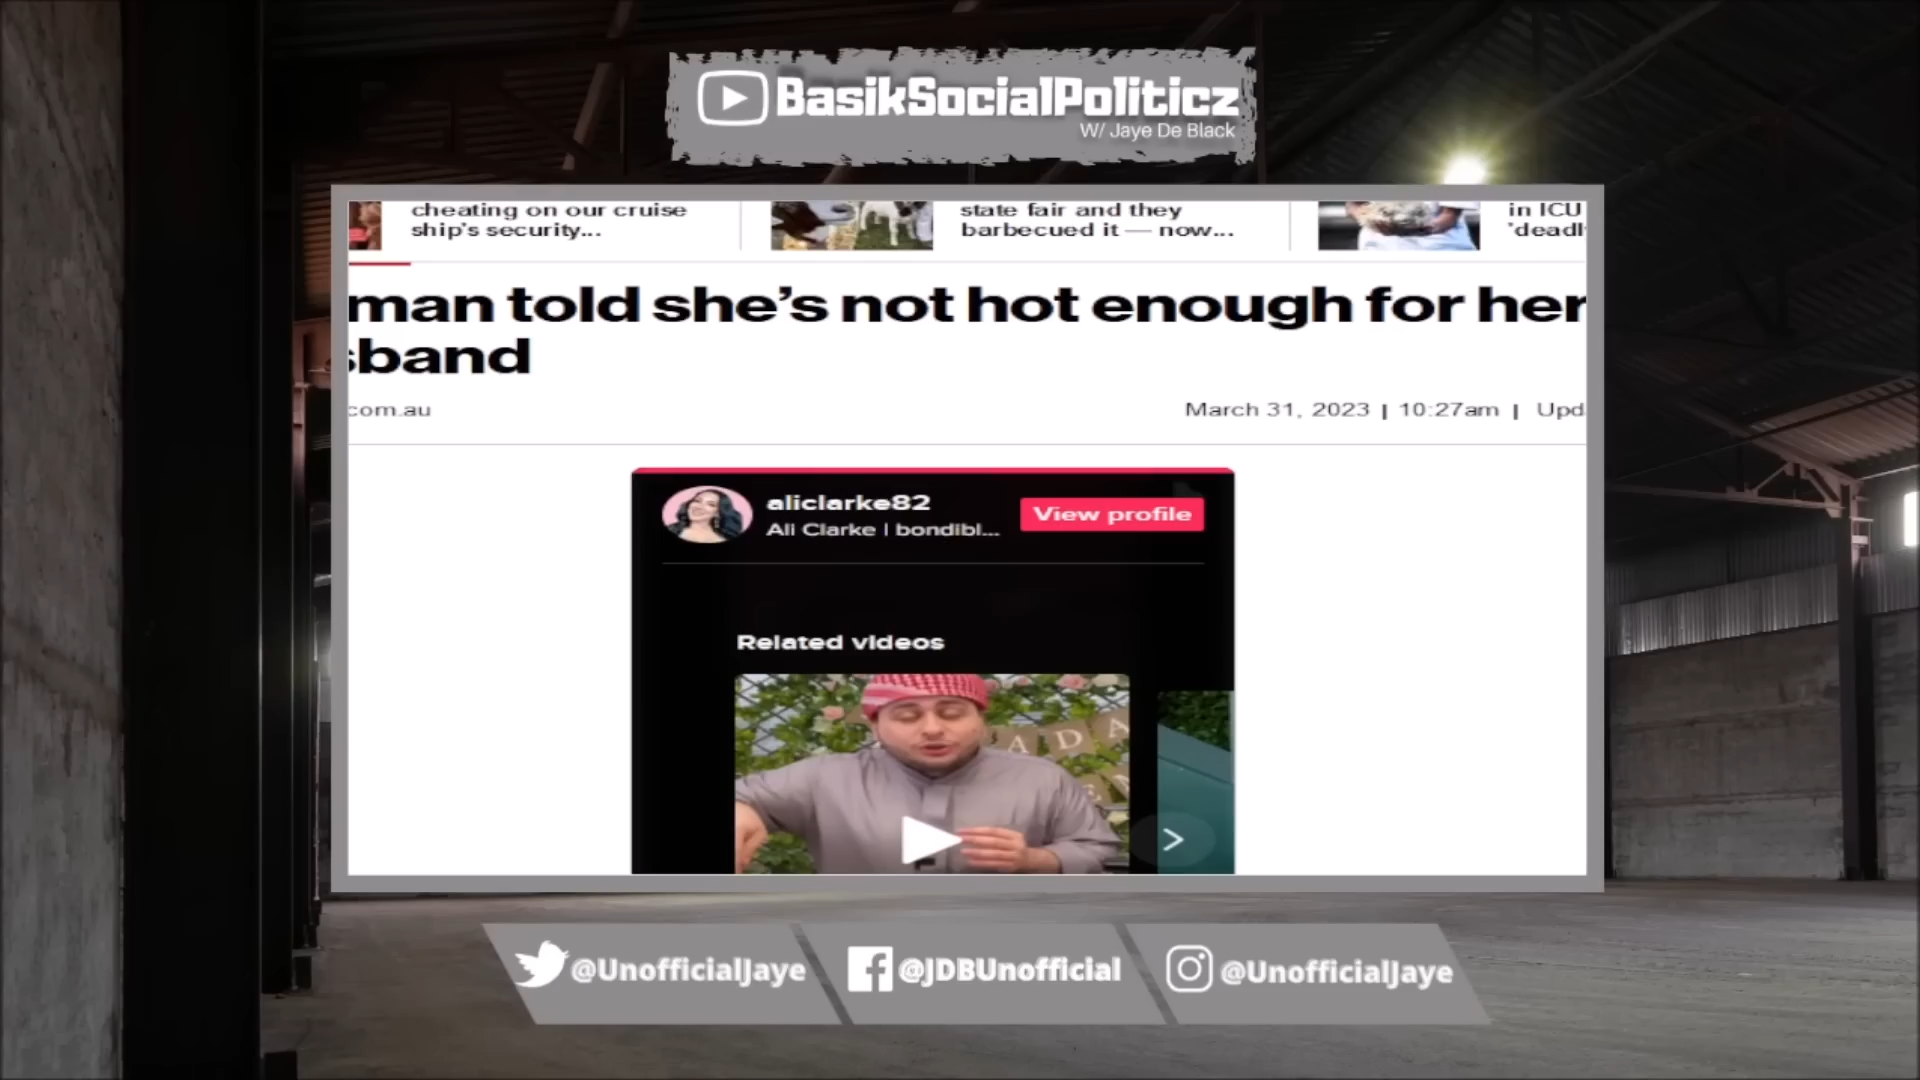 BasikSocialPoliticz
W/ Jaye De Black
cheating on our cruise
ship's security...
state fair and they
barbecued it — now...
in ICU
'deadl
man told she's not hot enough for her
sband
com.au
March 31, 2023 | 10:27am | Upd
aliclarke82
Ali Clarke | bondibl...
View profile
Related videos
ADA
@UnofficialJaye
@JDBUnofficial
@UnofficialJaye